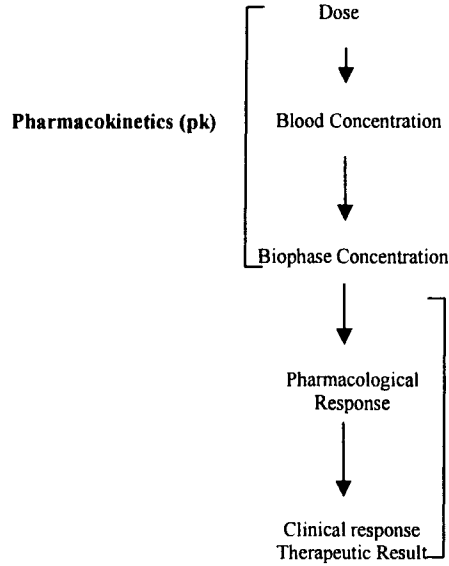 Dose
Pharmacokinetics (pk)
Blood Concentration
Biophase Concentration
Pharmacological
Response
Clinical response
Therapeutic Result